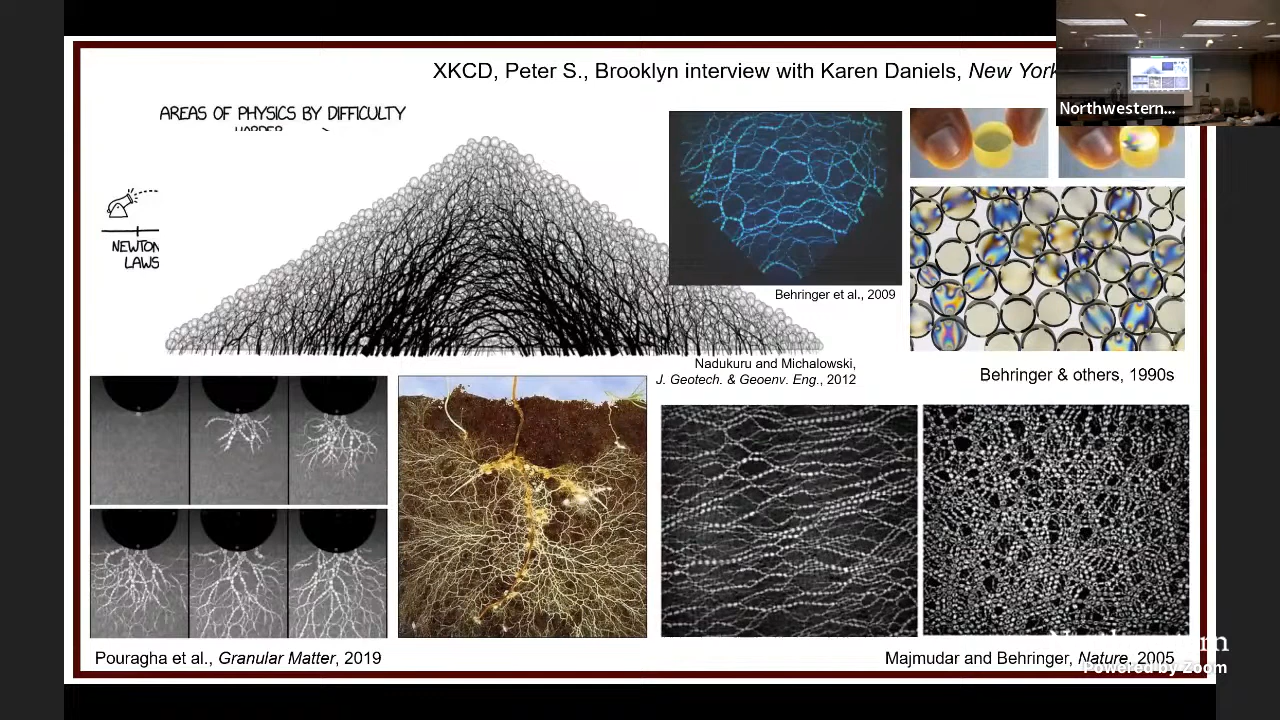 XKCD, Peter S., Brooklyn interview with Karen Daniels, New York
Northwestern...
AREAS OF PHYSICS BY DIFFICULTY
HARDER
NEWTON
LAWS
Behringer et al., 2009
Nadukuru and Michalowski,
J. Geotech. & Geoenv. Eng., 2012
Behringer & others, 1990s
Pouragha et al., Granular Matter, 2019
Majmudar and Behringer, Nature, 2005
Northwestern
Powered by Zoom